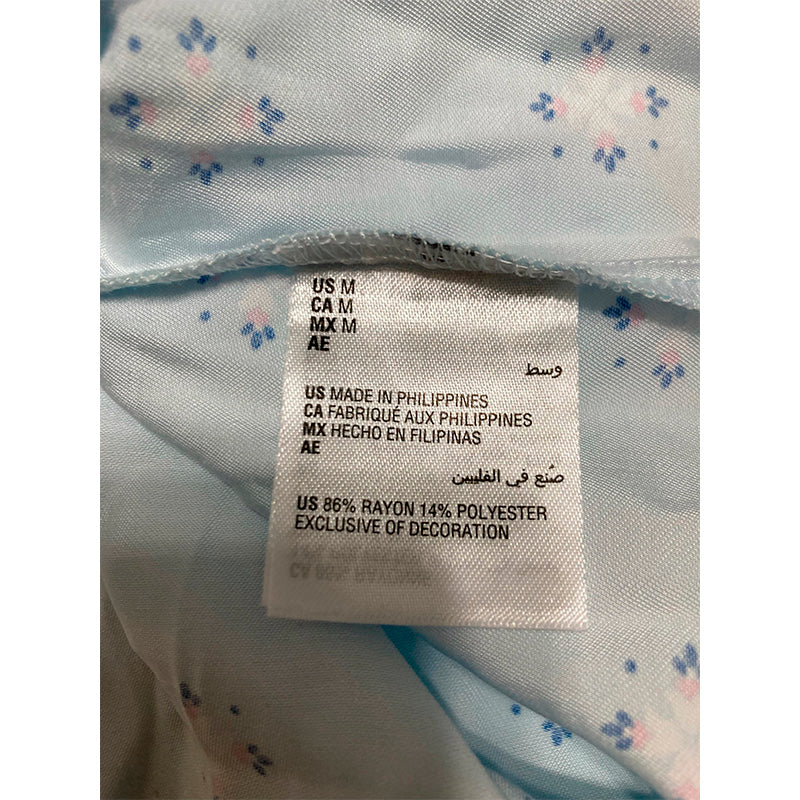 US M
CA M
MX M
AE
وسط
US MADE IN PHILIPPINES
CA FABRIQUÉ AUX PHILIPPINES
MX HECHO EN FILIPINAS
AE
صُنع في الفليبين
US 86% RAYON 14% POLYESTER
EXCLUSIVE OF DECORATION